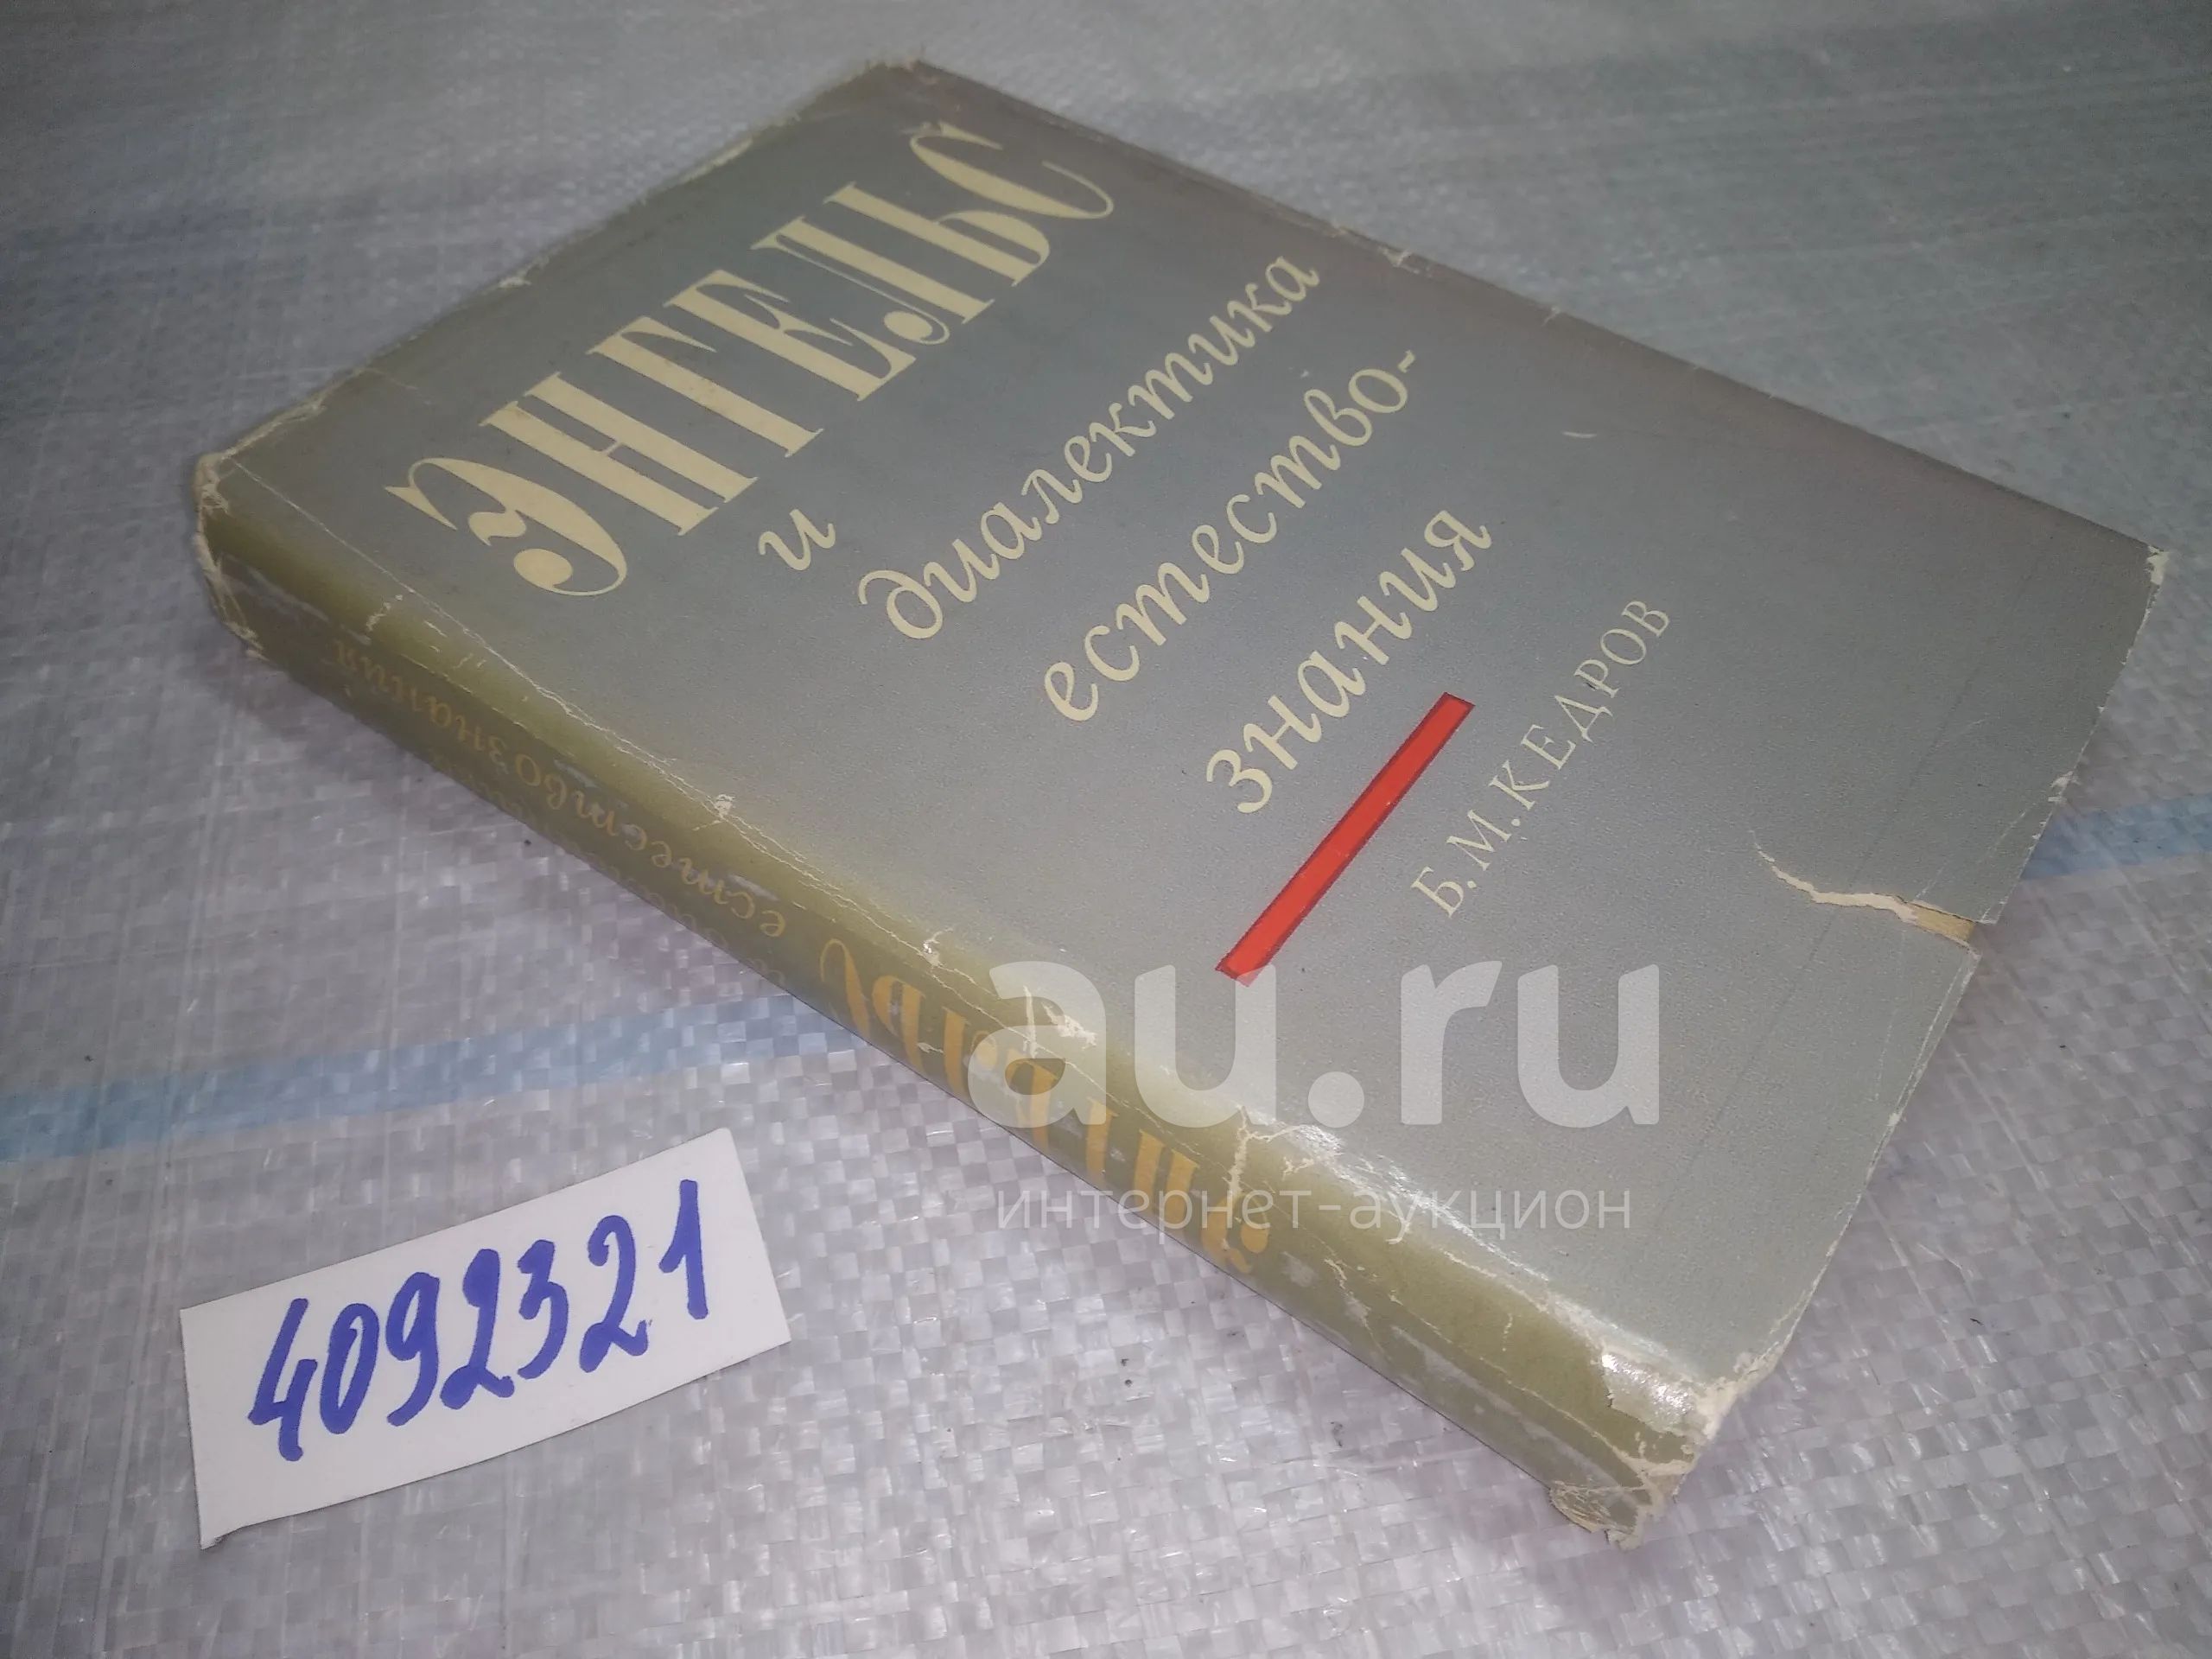 ЭНГЕЛЬС
и
диалектика
естество-
знания
Б.М.КЕДРОВ
естествознания
au.ru
интернет-аукцион
4092321